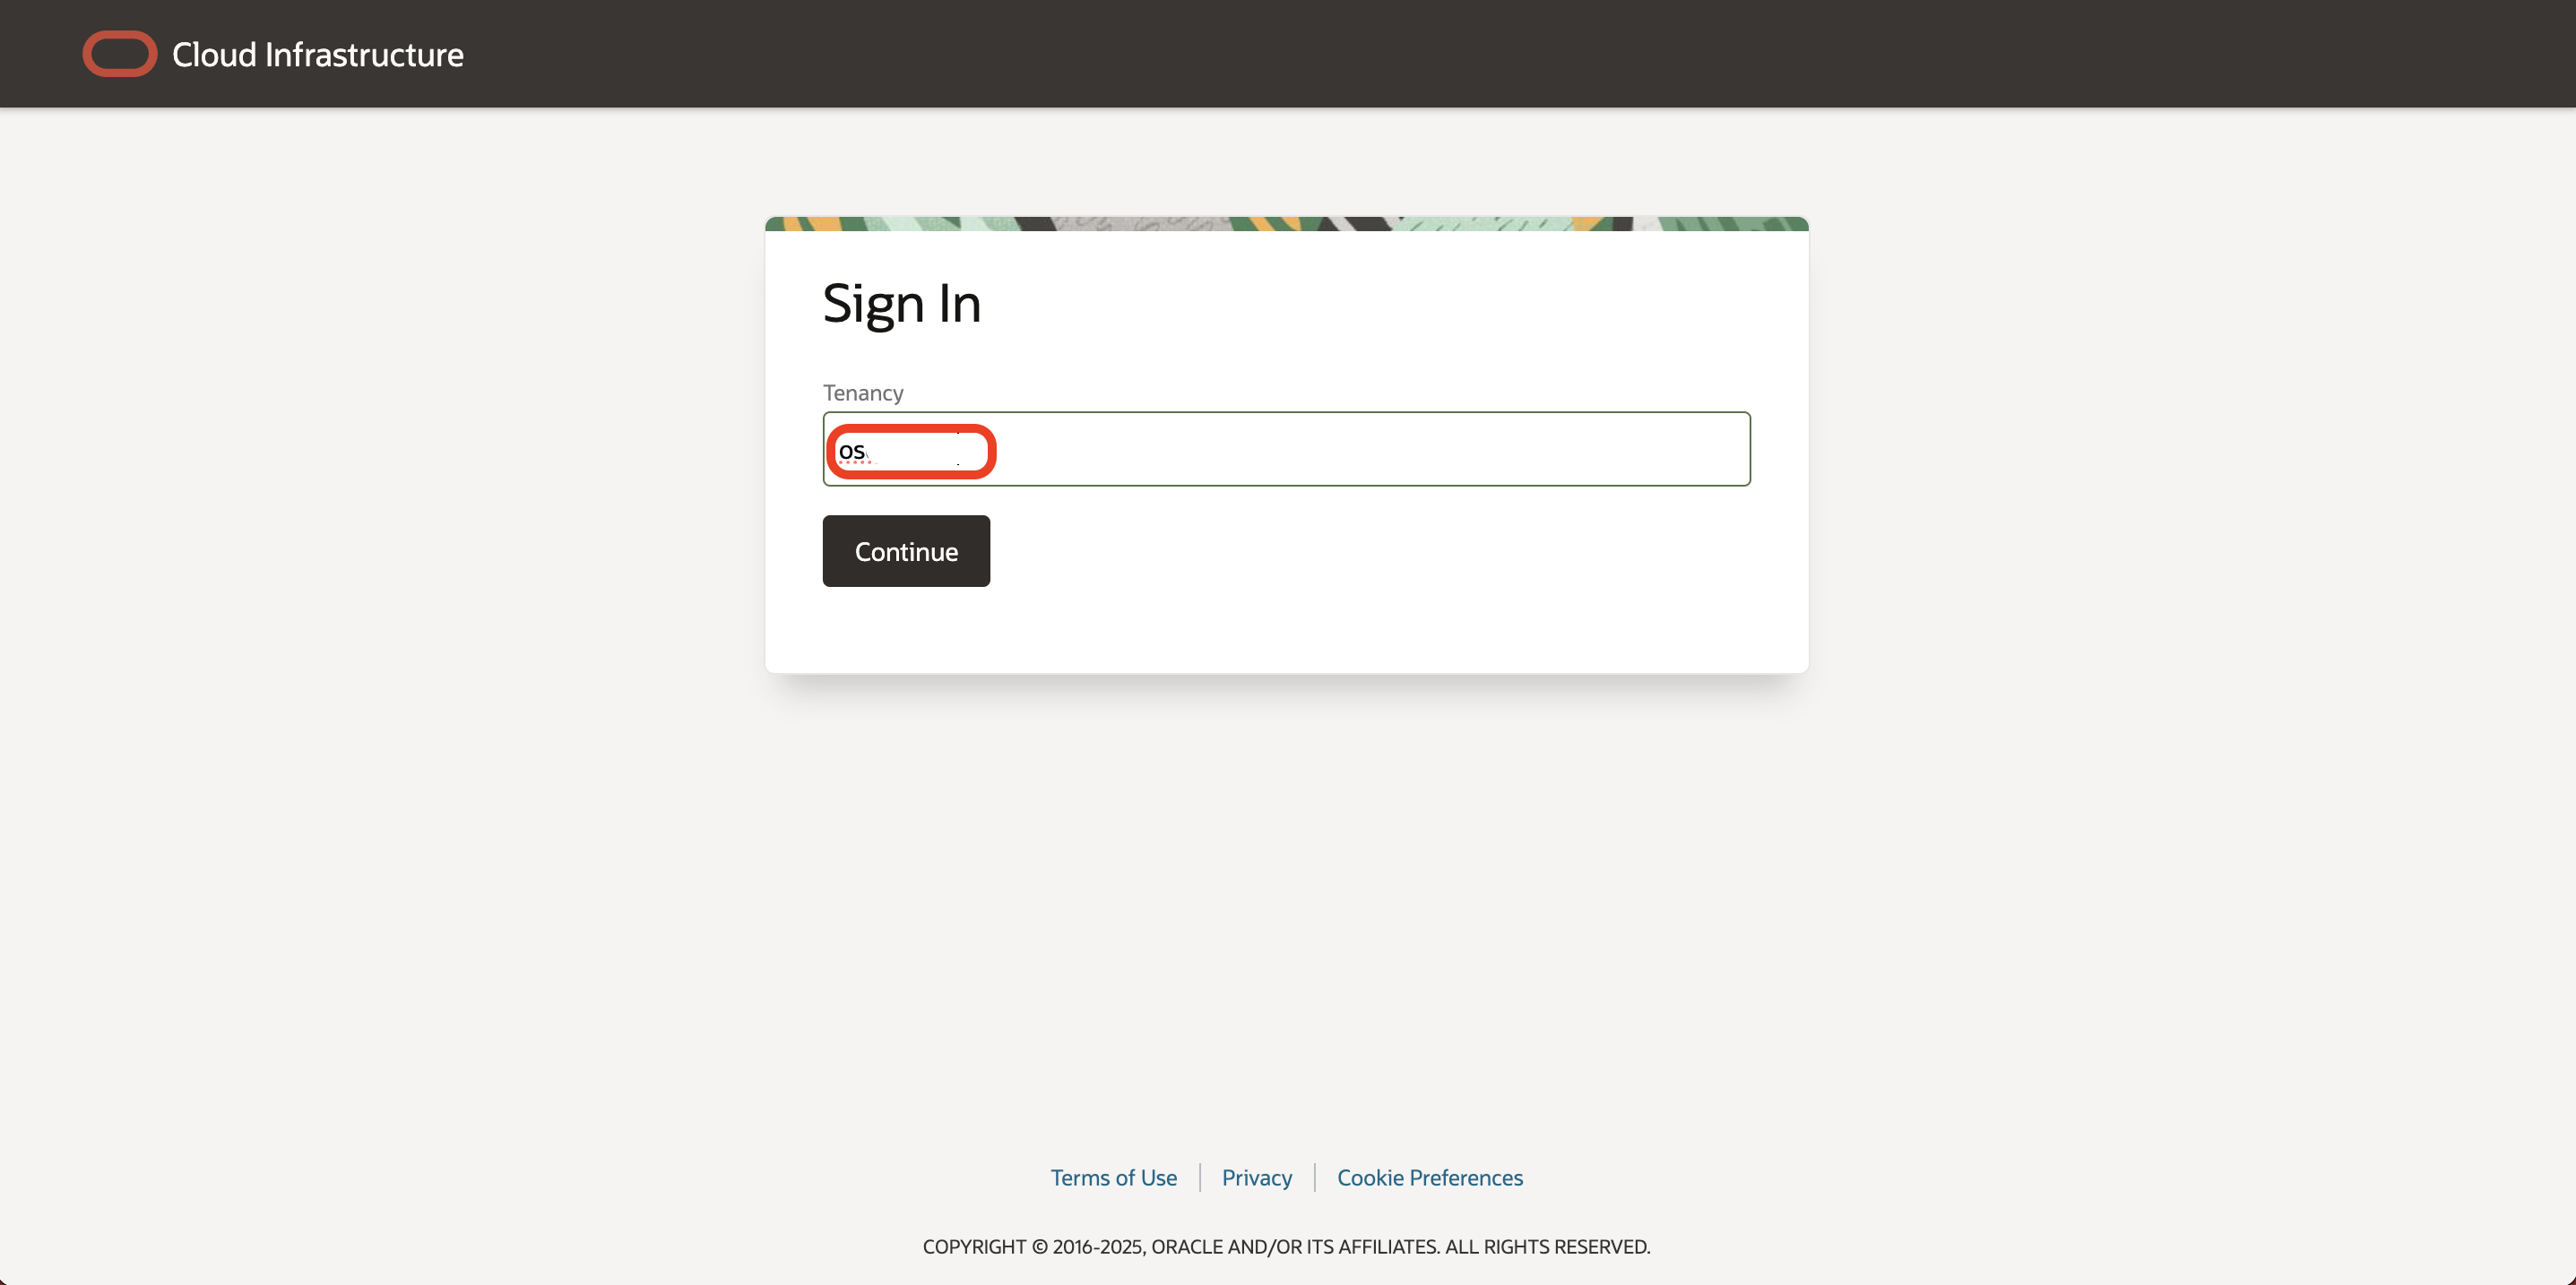 Cloud Infrastructure
Sign In
Tenancy
os
Continue
Terms of Use
Privacy
Cookie Preferences
COPYRIGHT © 2016-2025, ORACLE AND/OR ITS AFFILIATES. ALL RIGHTS RESERVED.